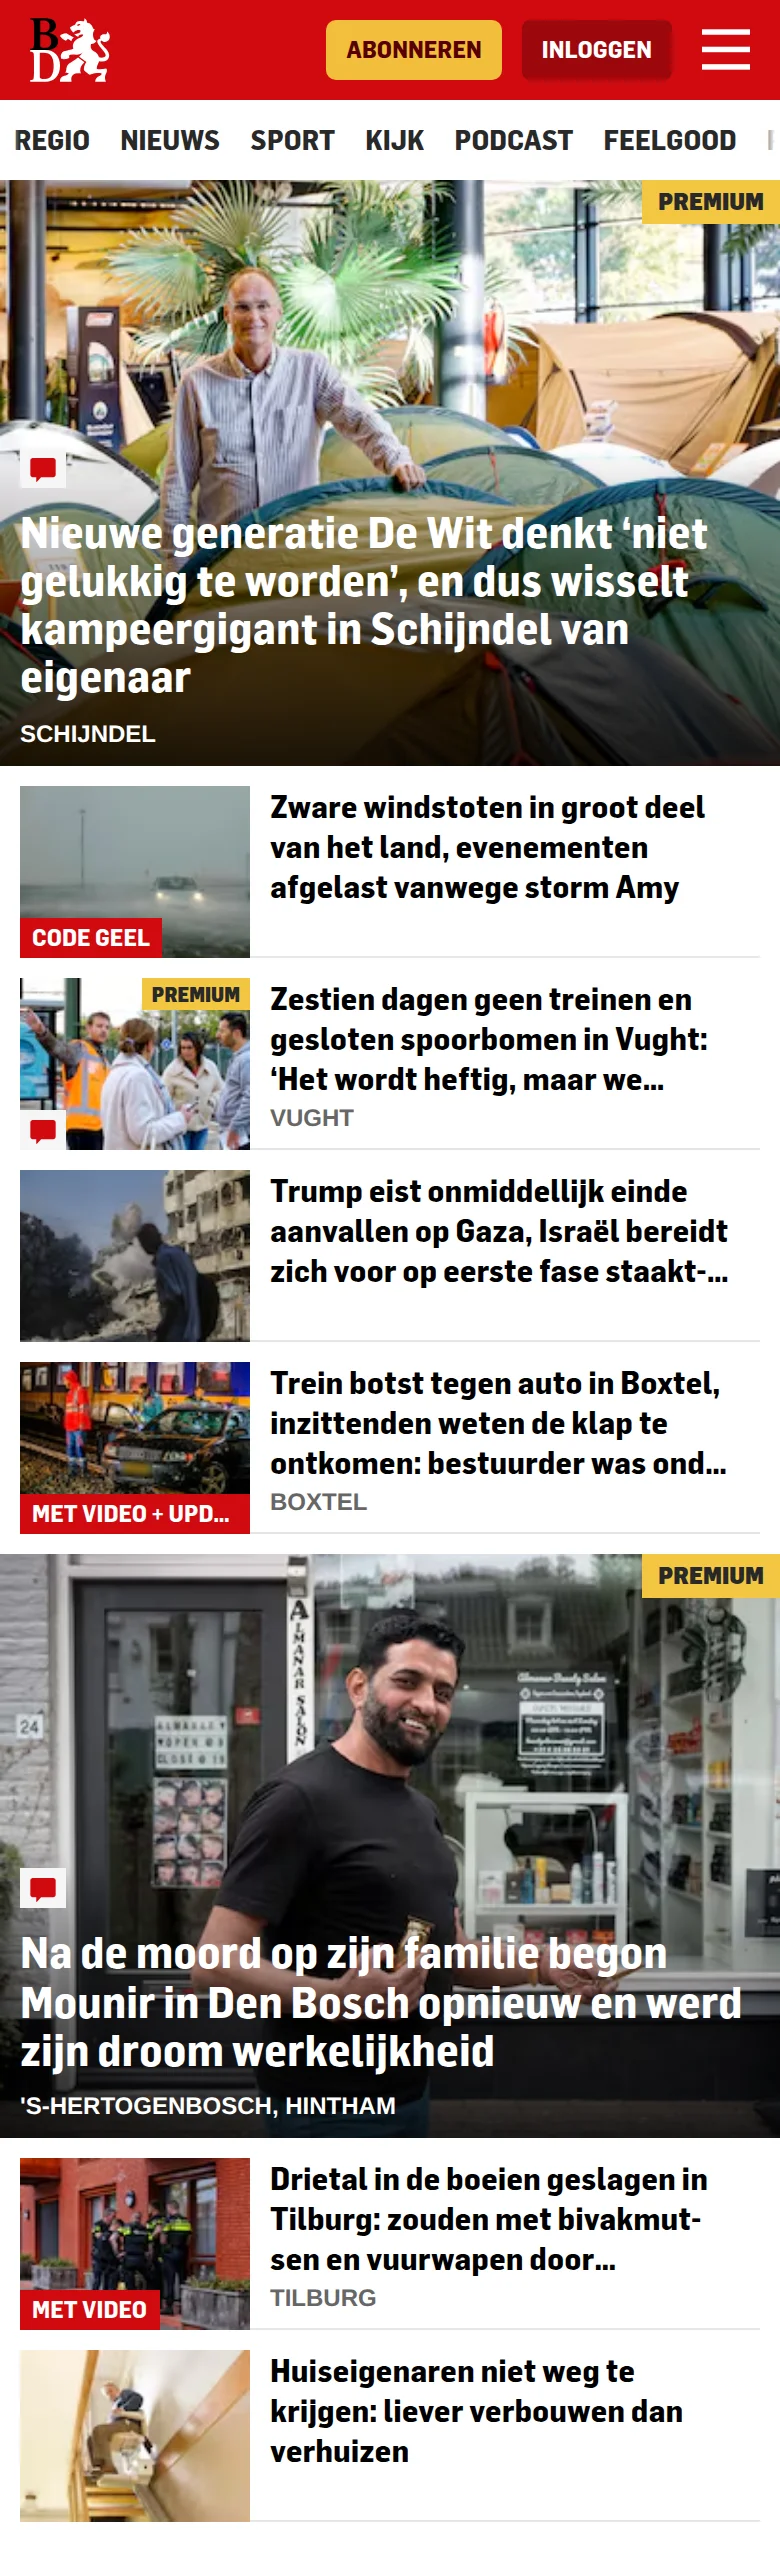 BD
ABONNEREN
INLOGGEN
REGIO NIEUWS SPORT KIJK PODCAST FEELGOOD
PREMIUM
Nieuwe generatie De Wit denkt ‘niet
gelukkig te worden’, en dus wisselt
kampeergigant in Schijndel van
eigenaar
SCHIJNDEL
CODE GEEL
Zware windstoten in groot deel
van het land, evenementen
afgelast vanwege storm Amy
PREMIUM
Zestien dagen geen treinen en
gesloten spoorbomen in Vught:
‘Het wordt heftig, maar we...
VUGHT
Trump eist onmiddellijk einde
aanvallen op Gaza, Israël bereidt
zich voor op eerste fase staakt-...
MET VIDEO + UPD...
Trein botst tegen auto in Boxtel,
inzittenden weten de klap te
ontkomen: bestuurder was ond...
BOXTEL
PREMIUM
ALMANAR SALON
24
Almanar Beauty Salon
Na de moord op zijn familie begon
Mounir in Den Bosch opnieuw en werd
zijn droom werkelijkheid
'S-HERTOGENBOSCH, HINTHAM
MET VIDEO
Drietal in de boeien geslagen in
Tilburg: zouden met bivakmut-
sen en vuurwapen door...
TILBURG
Huiseigenaren niet weg te
krijgen: liever verbouwen dan
verhuizen